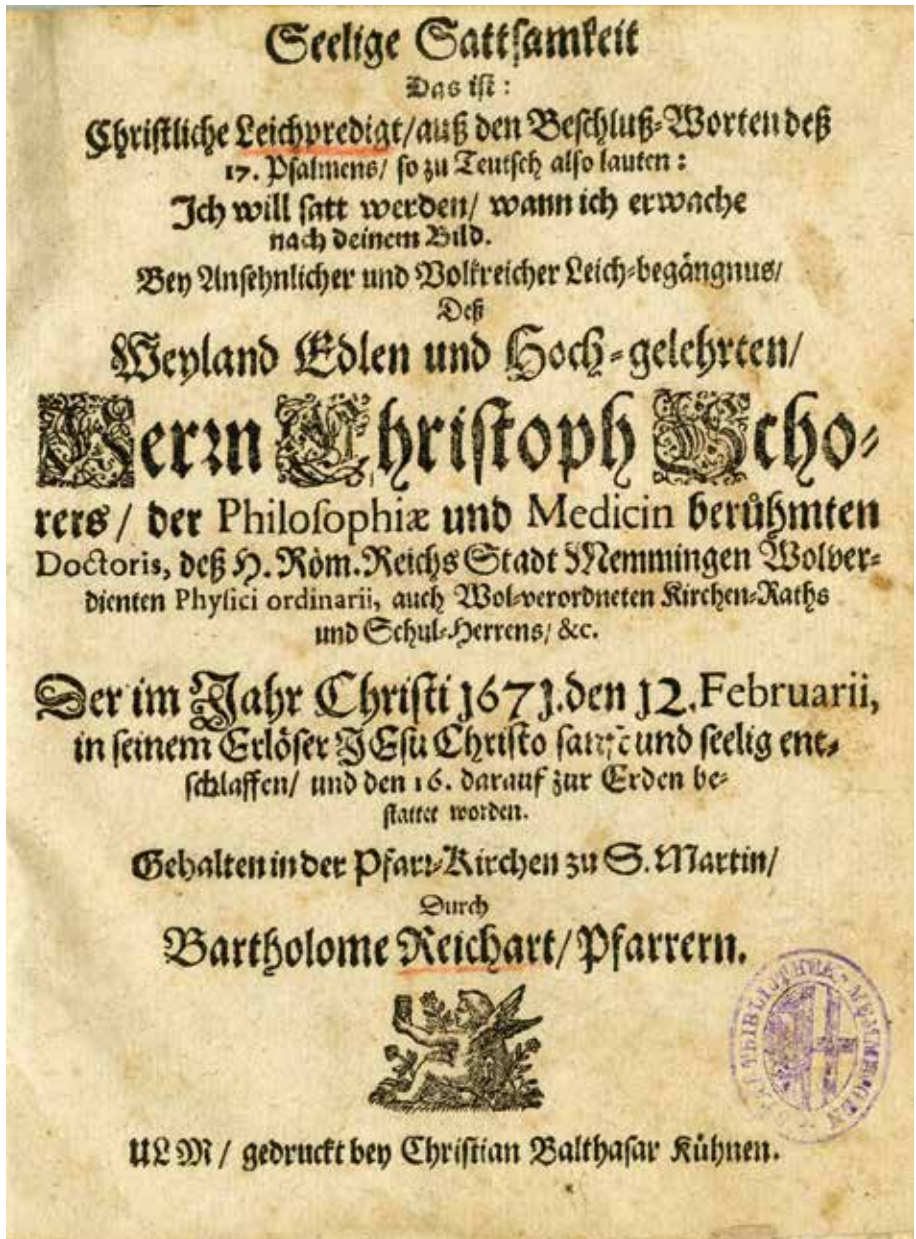 Seelige Sattsamkeit
Das ist:
Christliche Leichpredigt/auß den Beschluß-Worten deß
17. Psalmens/ so zu Teutsch also lauten:
Ich will satt werden/ wann ich erwache
nach deinem Bild.
Bey Ansehnlicher und Volkreicher Leich-begängnus/
Deß
Weyland Edlen und Hoch-gelehrten/
Herrn Christoph Scho-
rers/ der Philosophiæ und Medicin berühmten
Doctoris, deß H. Röm. Reichs Stadt Memmingen Wolver-
dienten Physici ordinarii, auch Wol-verordneten Kirchen-Raths
und Schul-Herrens/ &c.
Der im Jahr Christi 1671. den 12. Februarii,
in seinem Erlöser JEsu Christo sanft und seelig ent-
schlaffen/ und den 16. darauf zur Erden be-
stattet worden.
Gehalten in der Pfarr-Kirchen zu S. Martin/
Durch
Bartholome Reichart/Pfarrern.
STADTBIBLIOTHEK - MEMMINGEN
ULM/ gedruckt bey Christian Balthasar Kühnen.